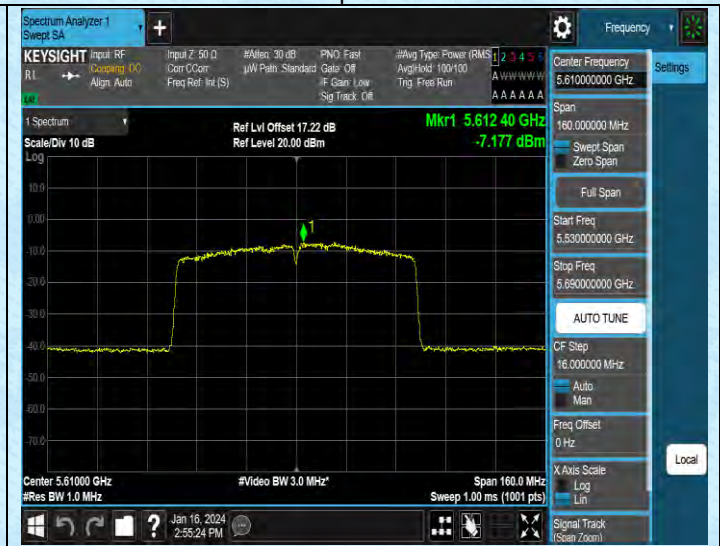 Spectrum Analyzer 1
Swept SA
+
Frequency
KEYSIGHT Input: RF
RL
Coupling: DC
Align: Auto
Input Z: 50 Ω
Corr CCorr
Freq Ref: Int (S)
#Atten: 30 dB
µW Path: Standard
PNO: Fast
Gate: Off
IF Gain: Low
Sig Track: Off
#Avg Type: Power (RMS)
Avg|Hold: 100/100
Trig: Free Run
1 2 3 4 5 6
A W W W W W
A A A A A A
Center Frequency
5.610000000 GHz
Settings
Span
160.000000 MHz
Swept Span
Zero Span
Full Span
Start Freq
5.530000000 GHz
Stop Freq
5.690000000 GHz
AUTO TUNE
CF Step
16.000000 MHz
Auto
Man
Freq Offset
0 Hz
X Axis Scale
Log
Lin
Signal Track
(Span Zoom)
Local
1 Spectrum
Scale/Div 10 dB
Ref Lvl Offset 17.22 dB
Ref Level 20.00 dBm
Mkr1 5.612 40 GHz
-7.177 dBm
Log
10.0
0.00
-10.0
-20.0
-30.0
-40.0
-50.0
-60.0
-70.0
1
Center 5.61000 GHz
#Res BW 1.0 MHz
#Video BW 3.0 MHz*
Span 160.0 MHz
Sweep 1.00 ms (1001 pts)
?
Jan 16, 2024
2:55:24 PM